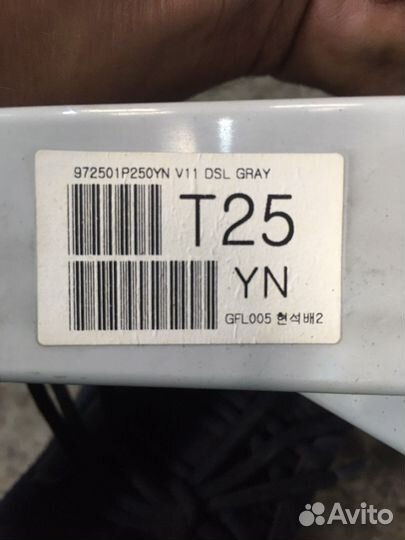 972501P250YN V11 DSL GRAY
T25
YN
GFL005 현석배2
Avito